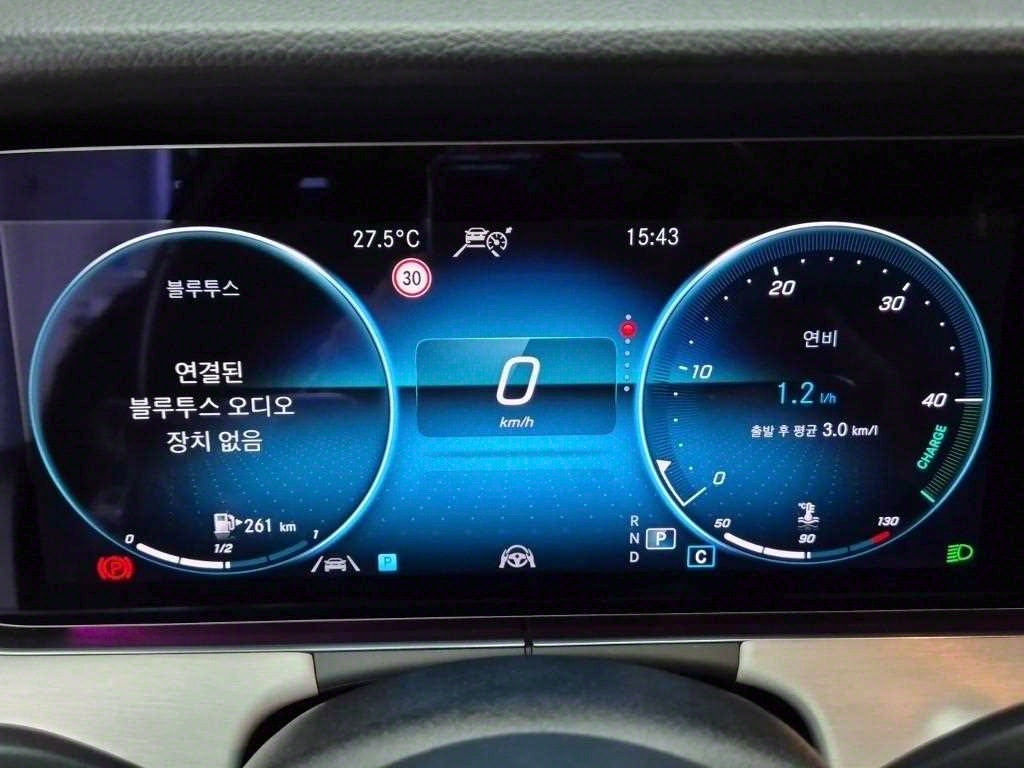 27.5°C
15:43
30
블루투스
연결된
블루투스 오디오
장치 없음
261 km
0 1/2 1
P
P
0
km/h
R
N P
D
C
0 10 20 30 40
연비
1.2 l/h
출발 후 평균 3.0 km/l
CHARGE
°C
50 90 130